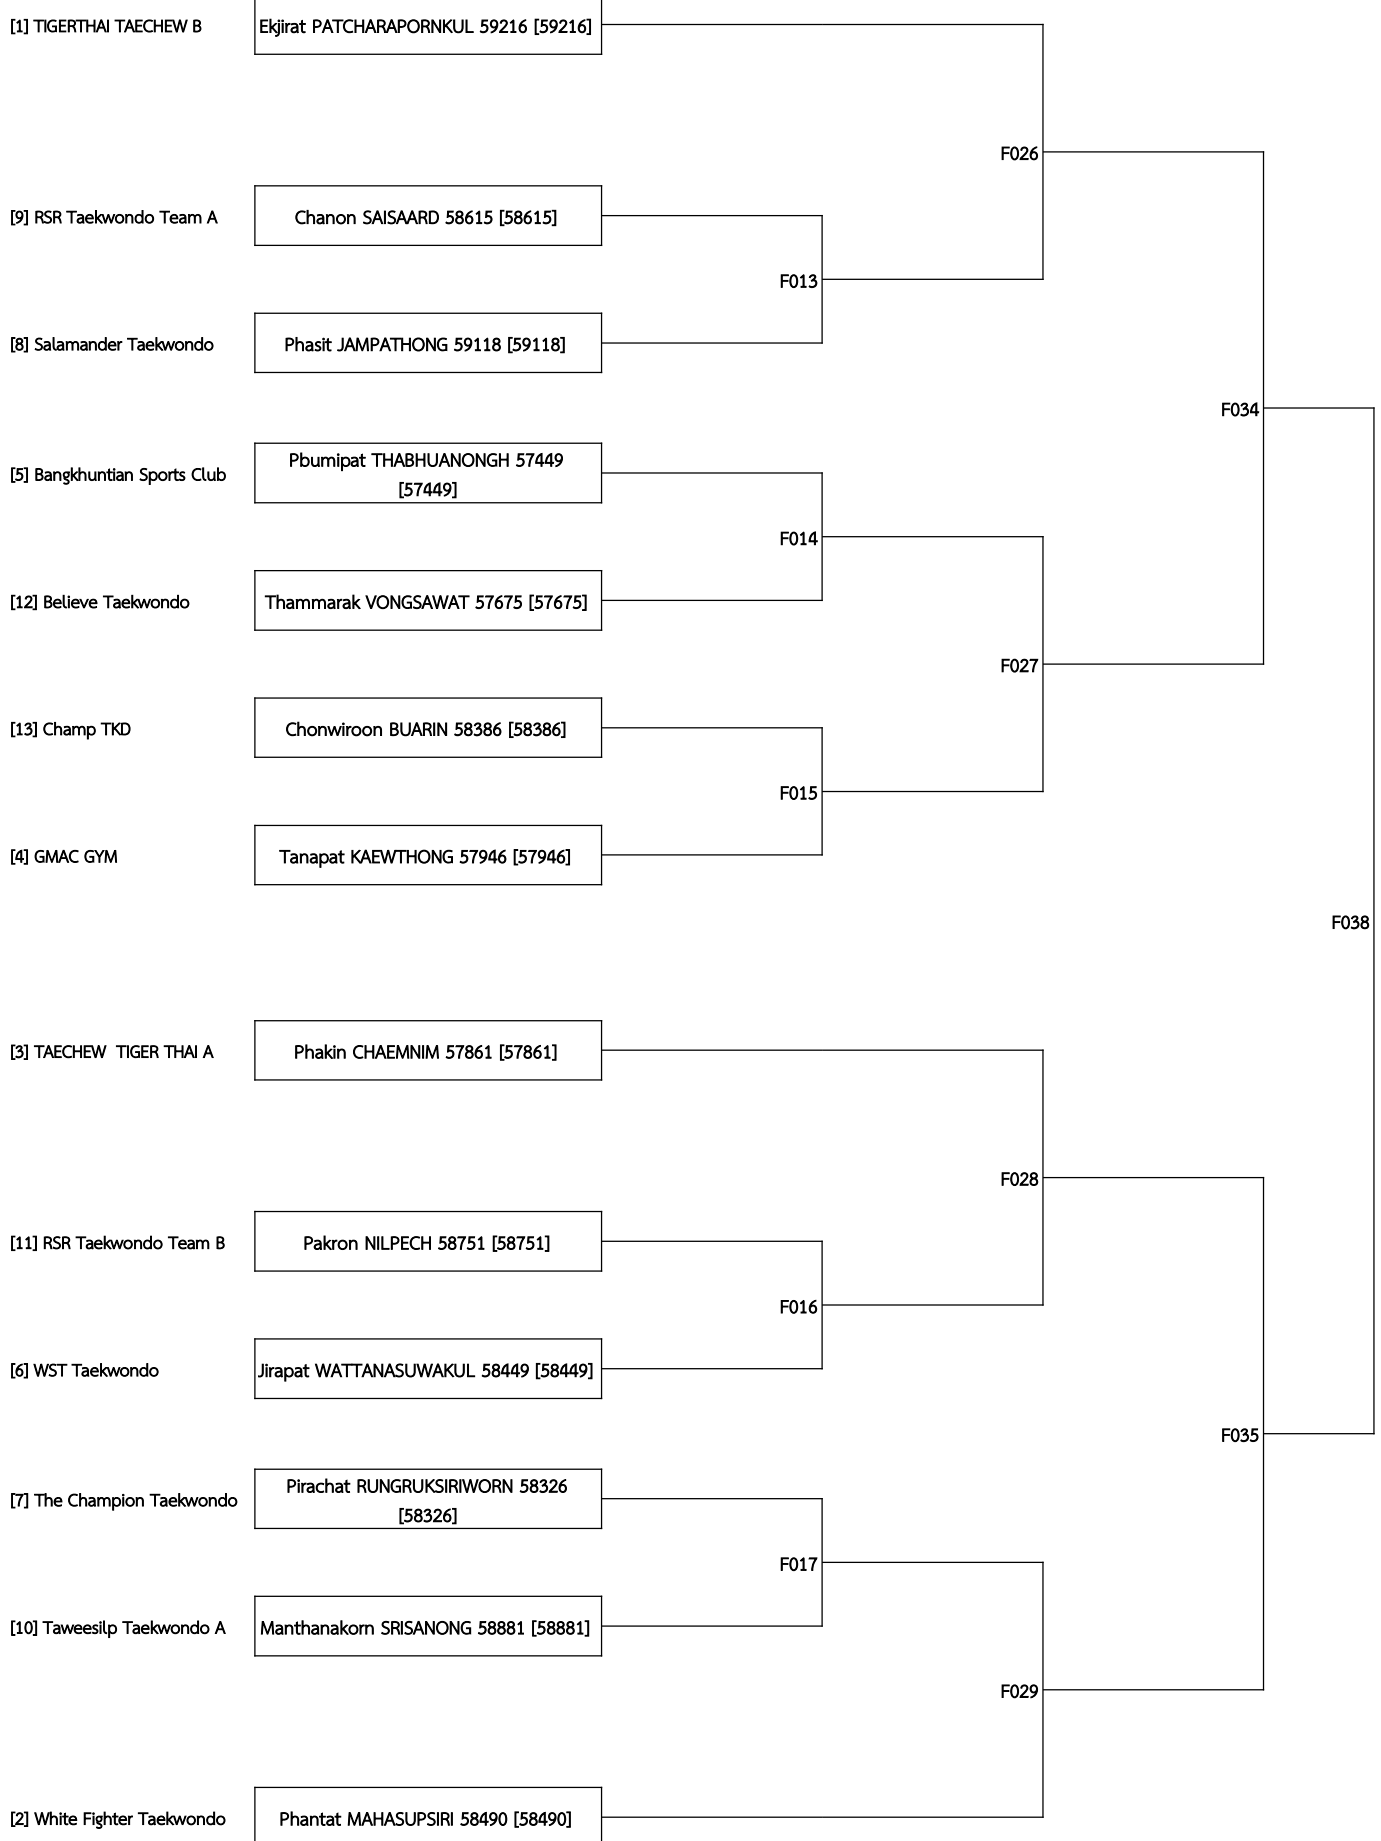 [1] TIGERTHAI TAECHEW B
Ekjirat PATCHARAPORNKUL 59216 [59216]
F026
[9] RSR Taekwondo Team A
Chanon SAISAARD 58615 [58615]
F013
[8] Salamander Taekwondo
Phasit JAMPATHONG 59118 [59118]
F034
[5] Bangkhuntian Sports Club
Pbumipat THABHUANONGH 57449
[57449]
F014
[12] Believe Taekwondo
Thammarak VONGSAWAT 57675 [57675]
F027
[13] Champ TKD
Chonwiroon BUARIN 58386 [58386]
F015
[4] GMAC GYM
Tanapat KAEWTHONG 57946 [57946]
F038
[3] TAECHEW  TIGER THAI A
Phakin CHAEMNIM 57861 [57861]
F028
[11] RSR Taekwondo Team B
Pakron NILPECH 58751 [58751]
F016
[6] WST Taekwondo
Jirapat WATTANASUWAKUL 58449 [58449]
F035
[7] The Champion Taekwondo
Pirachat RUNGRUKSIRIWORN 58326
[58326]
F017
[10] Taweesilp Taekwondo A
Manthanakorn SRISANONG 58881 [58881]
F029
[2] White Fighter Taekwondo
Phantat MAHASUPSIRI 58490 [58490]